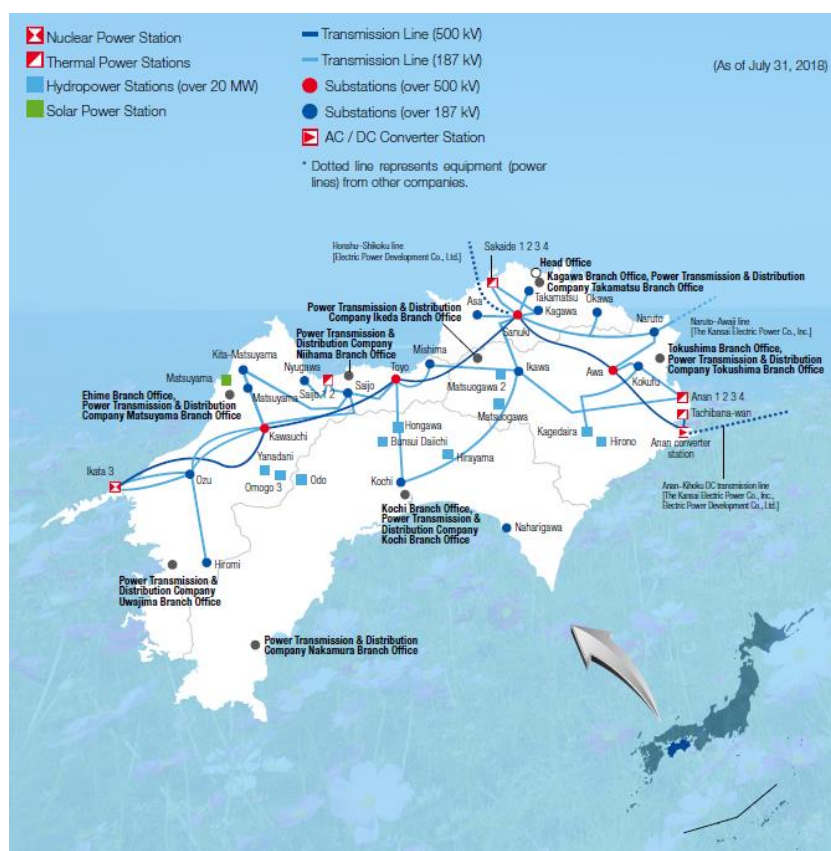 Nuclear Power Station
Thermal Power Stations
Hydropower Stations (over 20 MW)
Solar Power Station
Transmission Line (500 kV)
Transmission Line (187 kV)
Substations (over 500 kV)
Substations (over 187 kV)
AC / DC Converter Station
* Dotted line represents equipment (power
lines) from other companies.
(As of July 31, 2018)
Honshu-Shikoku line
[Electric Power Development Co., Ltd.]
Sakaide 1 2 3 4
Head Office
Kagawa Branch Office, Power Transmission & Distribution
Company Takamatsu Branch Office
Power Transmission & Distribution
Company Ikeda Branch Office
Asa
Takamatsu
Kagawa
Okawa
Sanuki
Naruto
Naruto-Awaji line
[The Kansai Electric Power Co., Inc.]
Power Transmission &
Distribution Company
Niihama Branch Office
Kita-Matsuyama
Nyugawa
Mishima
Toyo
Tokushima Branch Office,
Power Transmission & Distribution
Company Tokushima Branch Office
Matsuyama
Matsuyama
Saijo 1 2
Saijo
Ikawa
Awa
Kokufu
Ehime Branch Office,
Power Transmission & Distribution
Company Matsuyama Branch Office
Matsuogawa 2
Matsuogawa
Anan 1 2 3 4
Tachibana-wan
Kawauchi
Hongawa
Bunsui Daiichi
Kagedaira
Hirono
Anan converter
station
Yanadani
Hirayama
Ikata 3
Ozu
Omogo 3
Odo
Kochi
Anan-Kihoku DC transmission line
[The Kansai Electric Power Co., Inc.,
Electric Power Development Co., Ltd.]
Kochi Branch Office,
Power Transmission &
Distribution Company
Kochi Branch Office
Naharigawa
Hiromi
Power Transmission &
Distribution Company
Uwajima Branch Office
Power Transmission & Distribution
Company Nakamura Branch Office